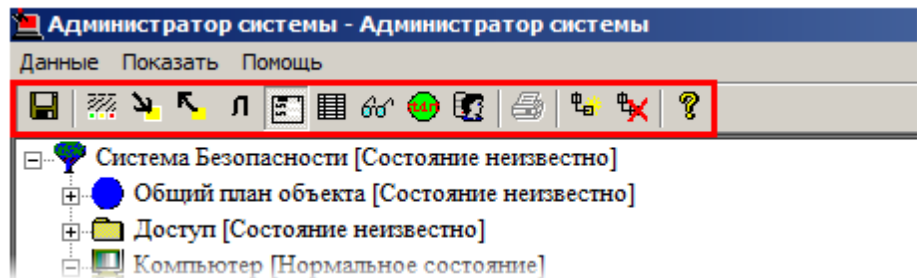 Администратор системы - Администратор системы
Данные Показать Помощь
Л
Система Безопасности [Состояние неизвестно]
Общий план объекта [Состояние неизвестно]
Доступ [Состояние неизвестно]
Компьютер [Нормальное состояние]